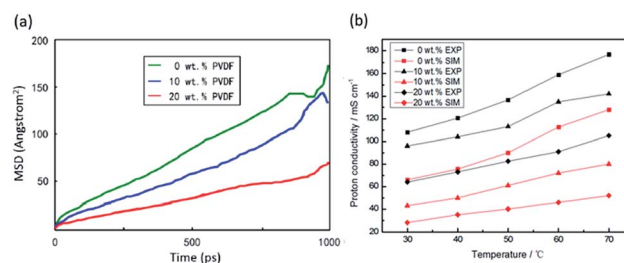 (a)
200
150
100
50
0
500
1000
MSD (Angstrom²)
Time (ps)
0 wt. % PVDF
10 wt. % PVDF
20 wt. % PVDF
(b)
180
160
140
120
100
80
60
40
20
30
40
50
60
70
Proton conductivity / mS cm⁻¹
Temperature / ℃
0 wt.% EXP
0 wt.% SIM
10 wt.% EXP
10 wt.% SIM
20 wt.% EXP
20 wt.% SIM